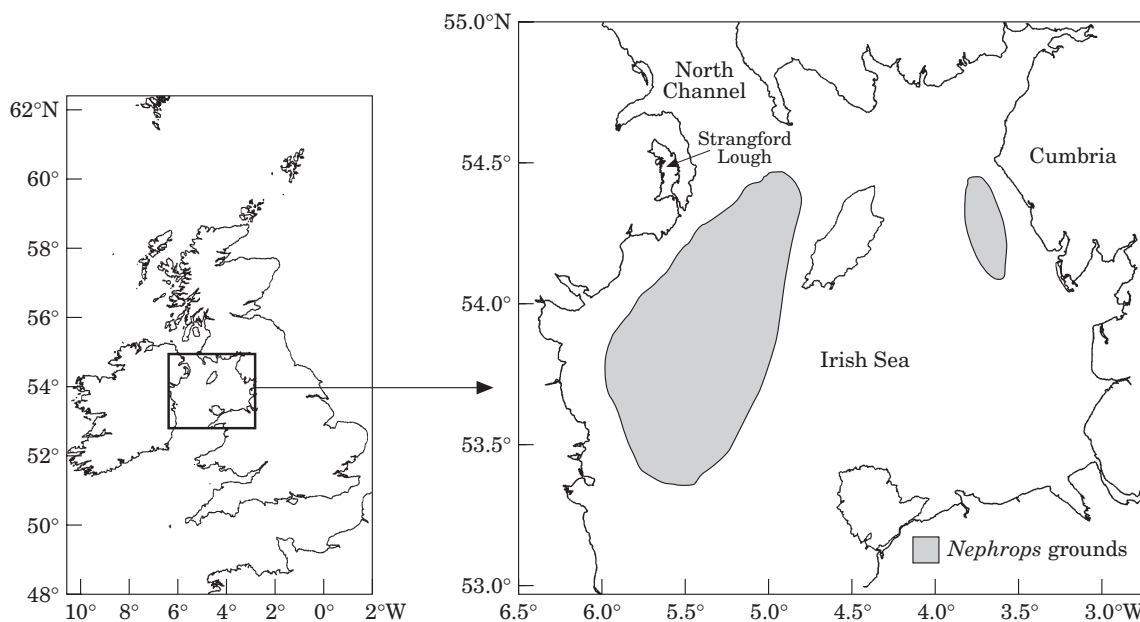 62°N
60°
58°
56°
54°
52°
50°
48°
10° 8° 6° 4° 2° 0° 2°W
55.0°N
54.5°
54.0°
53.5°
53.0°
6.5° 6.0° 5.5° 5.0° 4.5° 4.0° 3.5° 3.0°W
North
Channel
Strangford
Lough
Cumbria
Irish Sea
Nephrops grounds